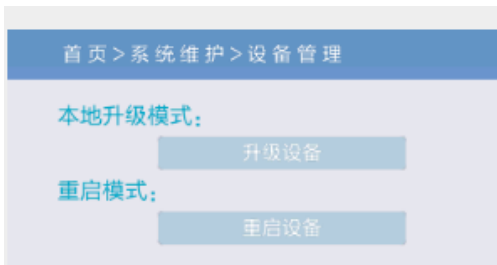 首页>系统维护>设备管理
本地升级模式：
升级设备
重启模式：
重启设备